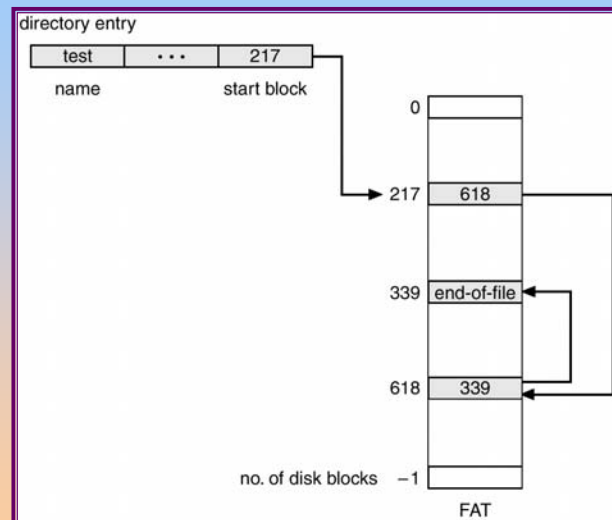 directory entry
test ••• 217
name start block
0
217 618
339 end-of-file
618 339
no. of disk blocks –1
FAT